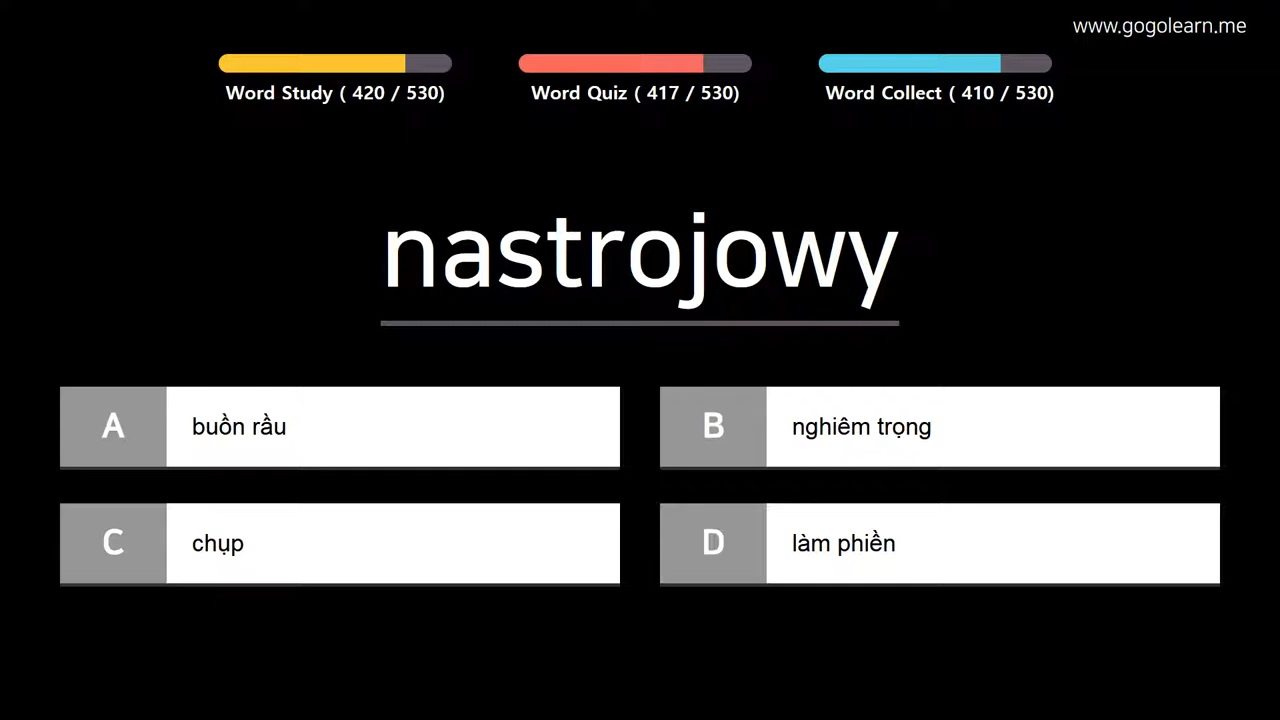 www.gogolearn.me
Word Study ( 420 / 530)
Word Quiz ( 417 / 530)
Word Collect ( 410 / 530)
nastrojowy
A buồn rầu
B nghiêm trọng
C chụp
D làm phiền